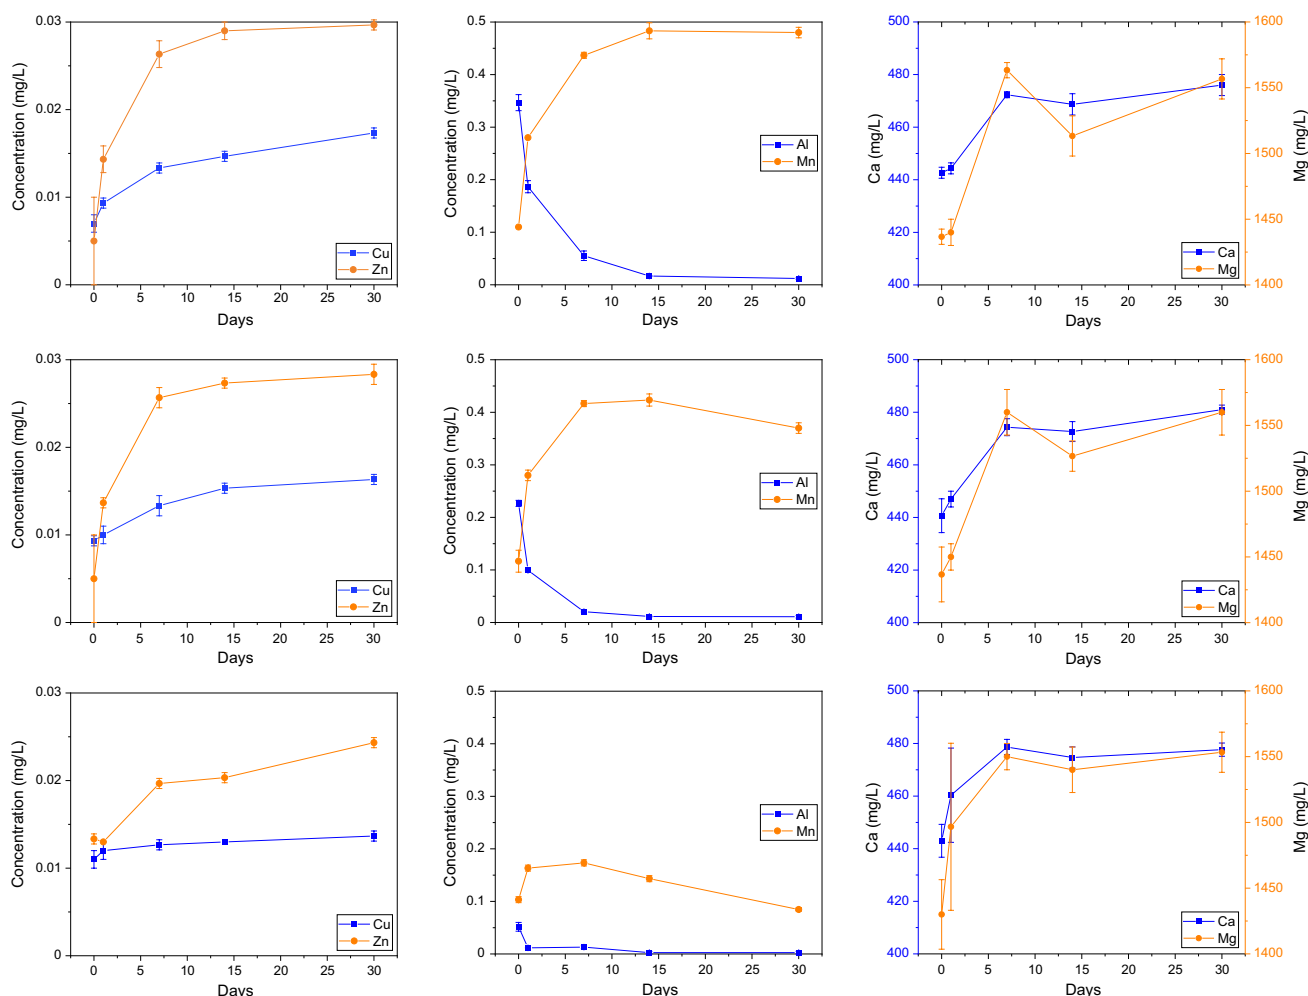 0.03
0.02
0.01
0
Concentration (mg/L)
0 5 10 15 20 25 30
Days
Cu
Zn
0.5
0.4
0.3
0.2
0.1
0
Concentration (mg/L)
0 5 10 15 20 25 30
Days
Al
Mn
500
480
460
440
420
400
Ca (mg/L)
0 5 10 15 20 25 30
Days
1600
1550
1500
1450
1400
Mg (mg/L)
Ca
Mg
0.03
0.02
0.01
0
Concentration (mg/L)
0 5 10 15 20 25 30
Days
Cu
Zn
0.5
0.4
0.3
0.2
0.1
0
Concentration (mg/L)
0 5 10 15 20 25 30
Days
Al
Mn
500
480
460
440
420
400
Ca (mg/L)
0 5 10 15 20 25 30
Days
1600
1550
1500
1450
1400
Mg (mg/L)
Ca
Mg
0.03
0.02
0.01
0
Concentration (mg/L)
0 5 10 15 20 25 30
Days
Cu
Zn
0.5
0.4
0.3
0.2
0.1
0
Concentration (mg/L)
0 5 10 15 20 25 30
Days
Al
Mn
500
480
460
440
420
400
Ca (mg/L)
0 5 10 15 20 25 30
Days
1600
1550
1500
1450
1400
Mg (mg/L)
Ca
Mg